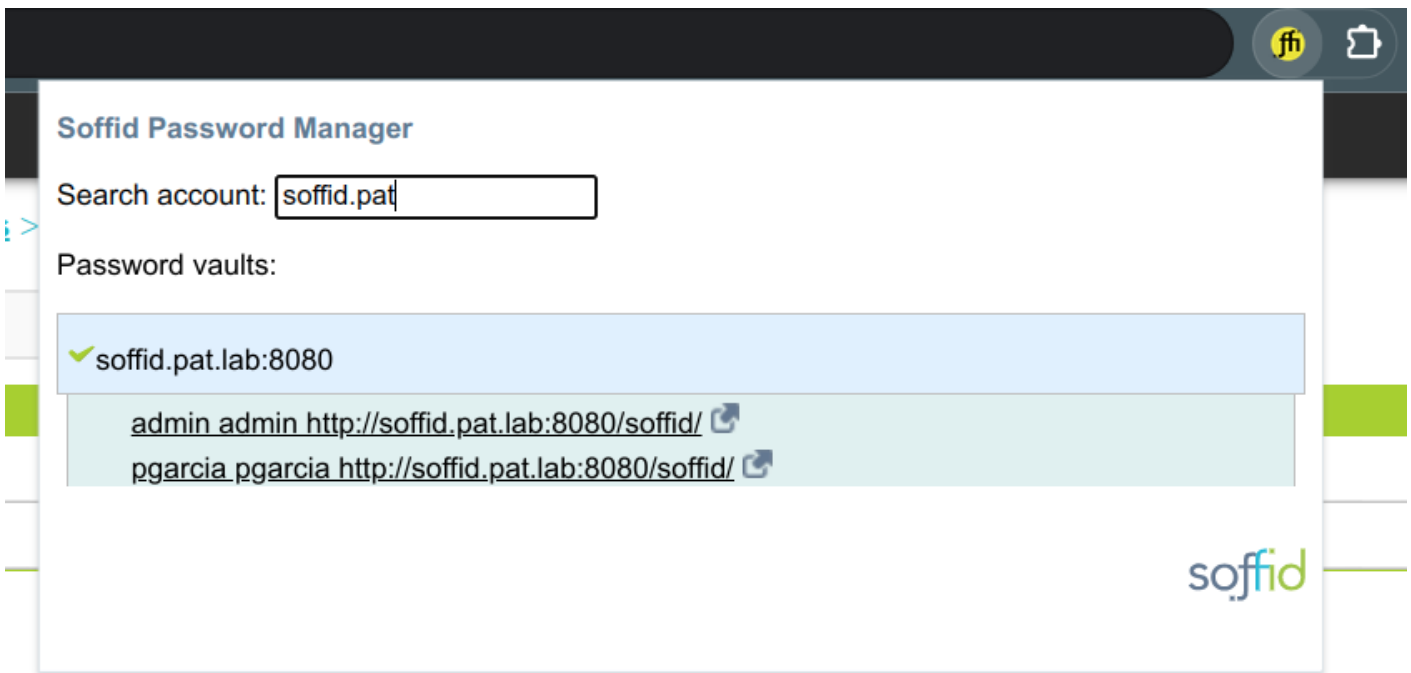 Soffid Password Manager
Search account: soffid.pat
s >
Password vaults:
soffid.pat.lab:8080
admin admin http://soffid.pat.lab:8080/soffid/
pgarcia pgarcia http://soffid.pat.lab:8080/soffid/
soffid